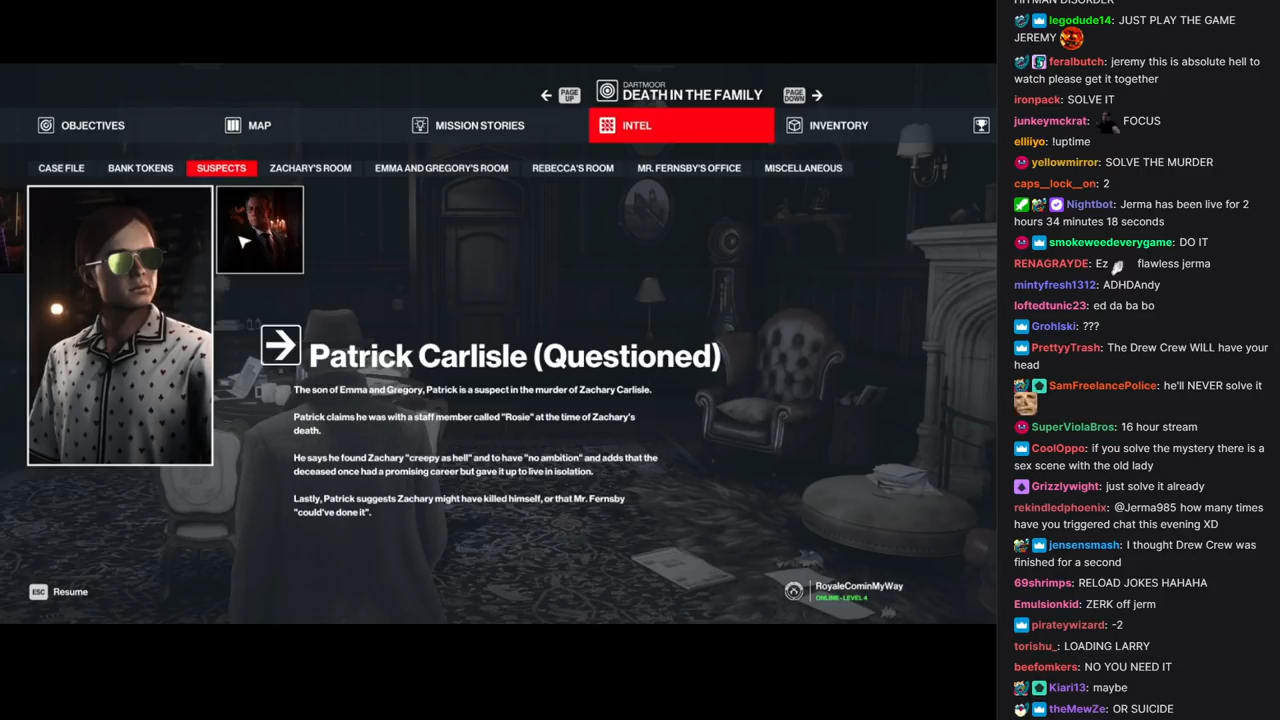 DARTMOOR
PAGE UP
DEATH IN THE FAMILY
PAGE DOWN
OBJECTIVES
MAP
MISSION STORIES
INTEL
INVENTORY
CASE FILE
BANK TOKENS
SUSPECTS
ZACHARY'S ROOM
EMMA AND GREGORY'S ROOM
REBECCA'S ROOM
MR. FERNSBY'S OFFICE
MISCELLANEOUS
Patrick Carlisle (Questioned)
The son of Emma and Gregory, Patrick is a suspect in the murder of Zachary Carlisle.
Patrick claims he was with a staff member called "Rosie" at the time of Zachary's
death.
He says he found Zachary "creepy as hell" and to have "no ambition" and adds that the
deceased once had a promising career but gave it up to live in isolation.
Lastly, Patrick suggests Zachary might have killed himself, or that Mr. Fernsby
"could've done it".
ESC Resume
RoyaleCominMyWay
ONLINE - LEVEL 4
HITMAN DISORDER
legodude14: JUST PLAY THE GAME
JEREMY
feralbutch: jeremy this is absolute hell to
watch please get it together
ironpack: SOLVE IT
junkeymckrat: FOCUS
elliiyo: !uptime
yellowmirror: SOLVE THE MURDER
caps__lock_on: 2
Nightbot: Jerma has been live for 2
hours 34 minutes 18 seconds
smokeweedeverygame: DO IT
RENAGRAYDE: Ez flawless jerma
mintyfresh1312: ADHDAndy
loftedtunic23: ed da ba bo
Grohlski: ???
PrettyyTrash: The Drew Crew WILL have your
head
SamFreelancePolice: he'll NEVER solve it
SuperViolaBros: 16 hour stream
CoolOppo: if you solve the mystery there is a
sex scene with the old lady
Grizzlywight: just solve it already
rekindledphoenix: @Jerma985 how many times
have you triggered chat this evening XD
jensensmash: I thought Drew Crew was
finished for a second
69shrimps: RELOAD JOKES HAHAHA
Emulsionkid: ZERK off jerm
pirateywizard: -2
torishu_: LOADING LARRY
beefomkers: NO YOU NEED IT
Kiari13: maybe
theMewZe: OR SUICIDE